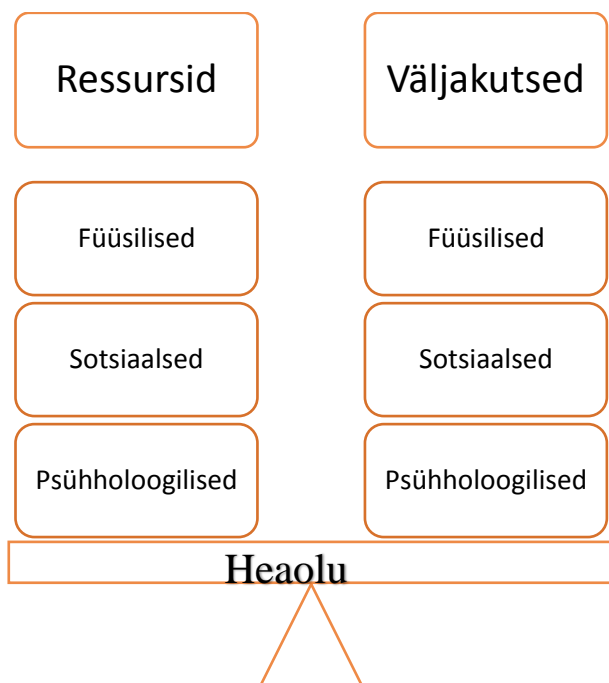 Ressursid
Väljakutsed
Füüsilised
Füüsilised
Sotsiaalsed
Sotsiaalsed
Psühholoogilised
Psühholoogilised
Heaolu